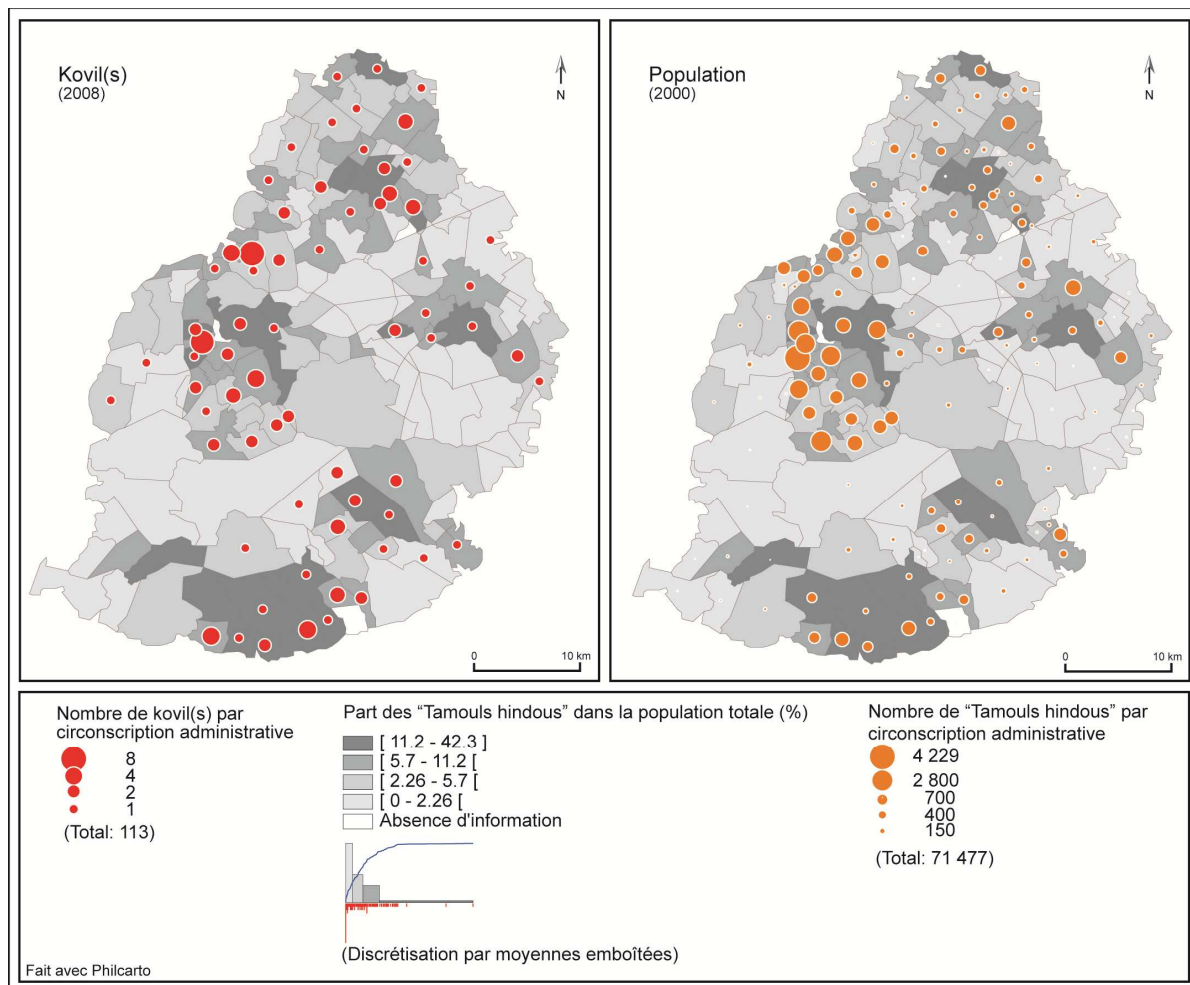 Kovil(s)
(2008)
N
0
10 km
Population
(2000)
N
0
10 km
Nombre de kovil(s) par
circonscription administrative
8
4
2
1
(Total: 113)
Part des "Tamouls hindous" dans la population totale (%)
[ 11.2 - 42.3 ]
[ 5.7 - 11.2 [
[ 2.26 - 5.7 [
[ 0 - 2.26 [
Absence d'information
(Discrétisation par moyennes emboîtées)
Nombre de "Tamouls hindous" par
circonscription administrative
4 229
2 800
700
400
150
(Total: 71 477)
Fait avec Philcarto